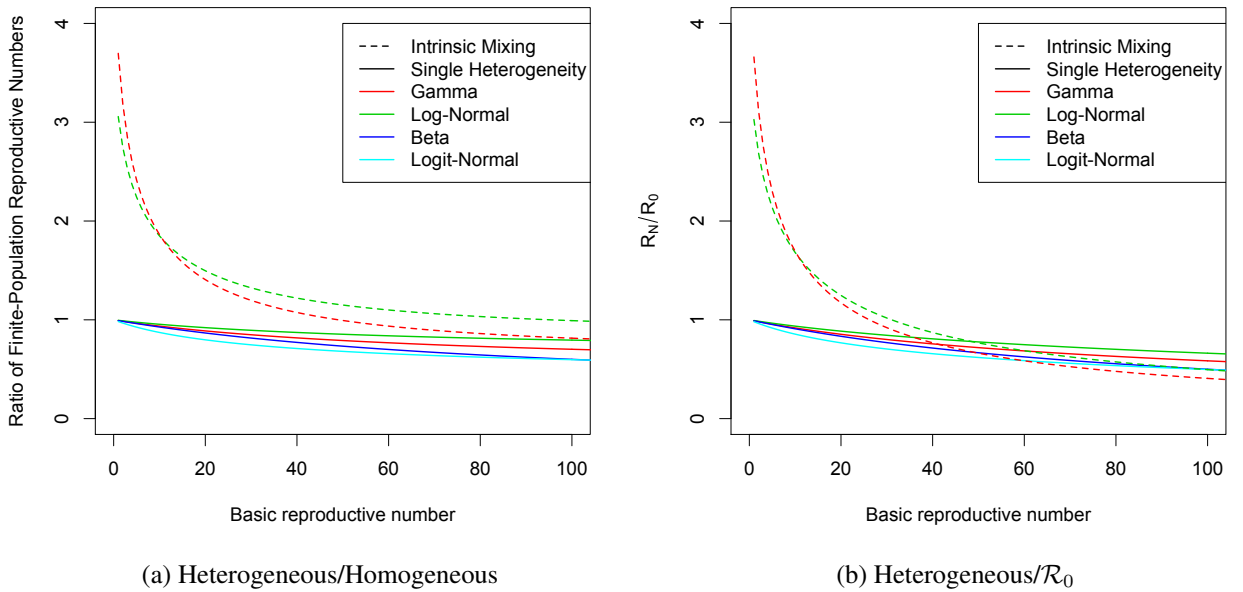 Ratio of Finite-Population Reproductive Numbers
4
3
2
1
0
Intrinsic Mixing
Single Heterogeneity
Gamma
Log-Normal
Beta
Logit-Normal
0 20 40 60 80 100
Basic reproductive number
(a) Heterogeneous/Homogeneous
R_N/R_0
4
3
2
1
0
Intrinsic Mixing
Single Heterogeneity
Gamma
Log-Normal
Beta
Logit-Normal
0 20 40 60 80 100
Basic reproductive number
(b) Heterogeneous/ℛ₀